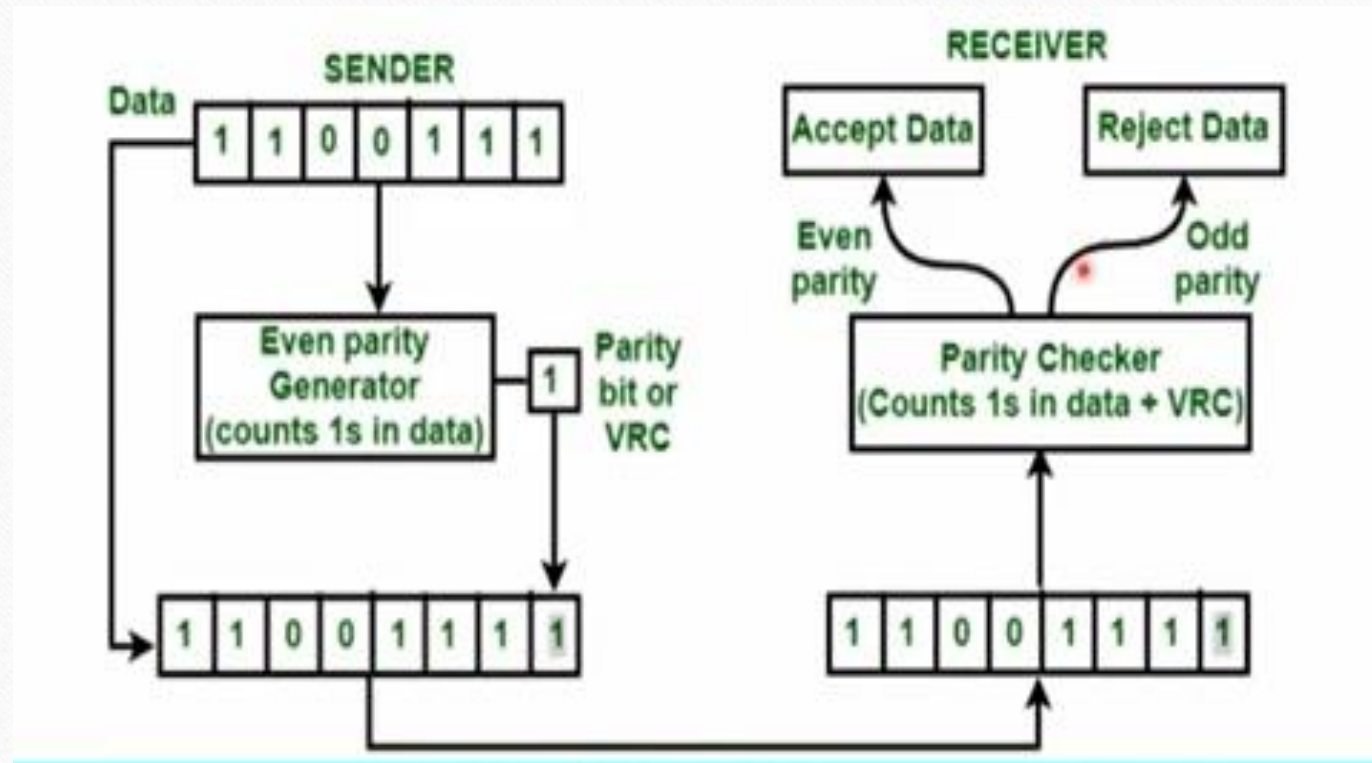 SENDER
Data
1 1 0 0 1 1 1
Even parity
Generator
(counts 1s in data)
1
Parity
bit or
VRC
1 1 0 0 1 1 1 1
RECEIVER
Accept Data
Reject Data
Even
parity
Odd
parity
Parity Checker
(Counts 1s in data + VRC)
1 1 0 0 1 1 1 1